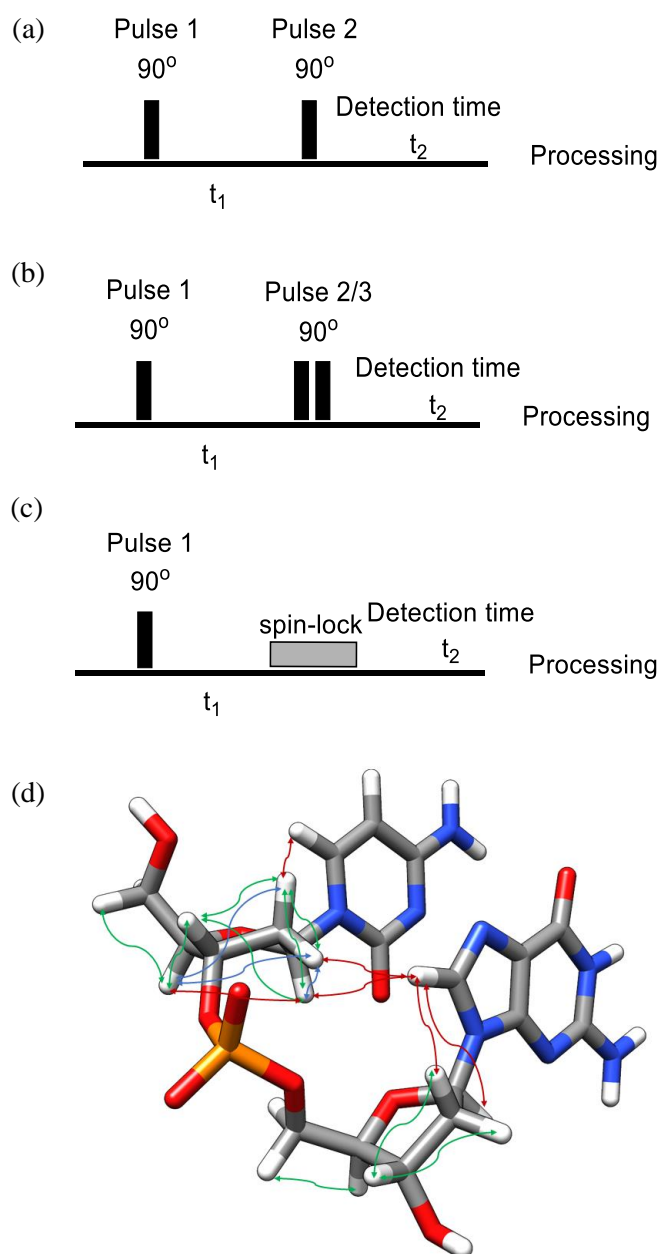 (a)
Pulse 1 Pulse 2
90° 90°
Detection time
t₂
Processing
t₁
(b)
Pulse 1 Pulse 2/3
90° 90°
Detection time
t₂
Processing
t₁
(c)
Pulse 1
90°
Detection time
spin-lock
t₂
Processing
t₁
(d)